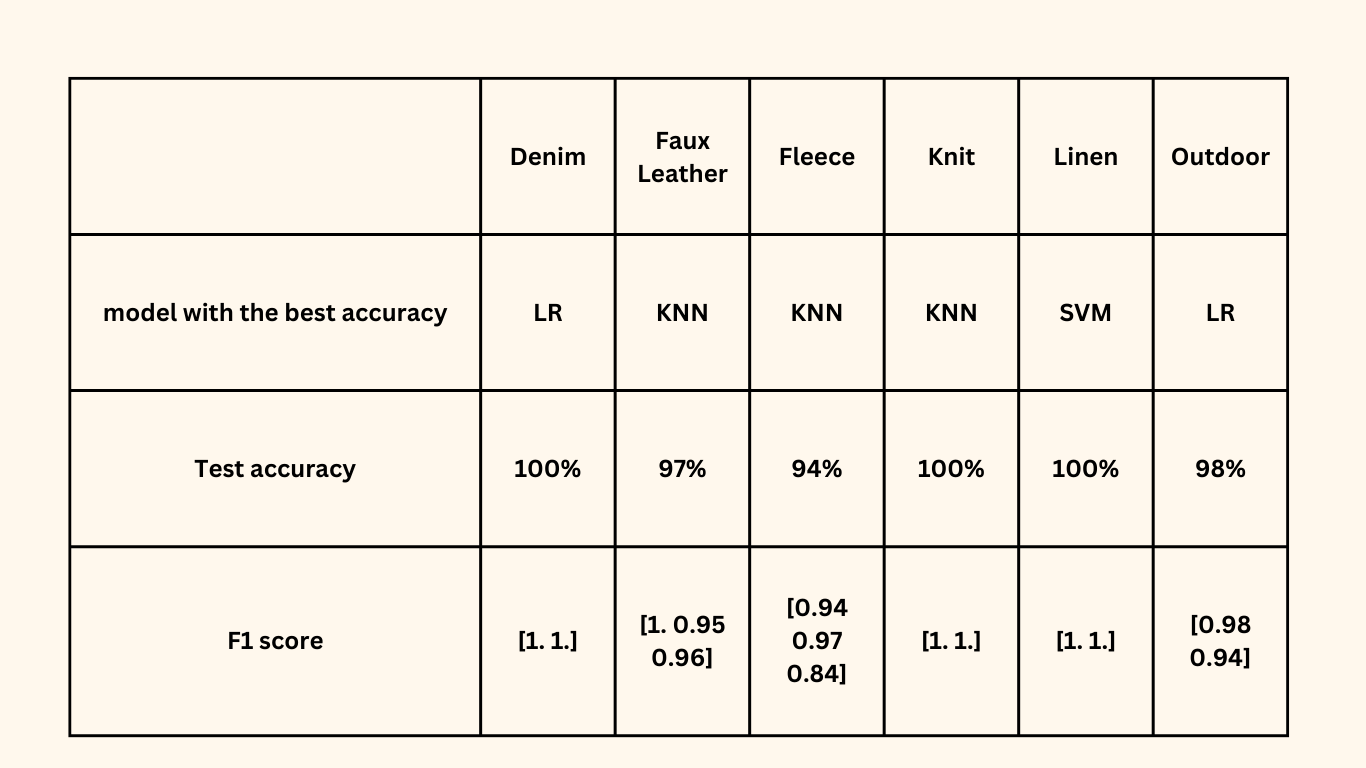 Denim
Faux
Leather
Fleece
Knit
Linen
Outdoor
model with the best accuracy
LR
KNN
KNN
KNN
SVM
LR
Test accuracy
100%
97%
94%
100%
100%
98%
F1 score
[1. 1.]
[1. 0.95
0.96]
[0.94
0.97
0.84]
[1. 1.]
[1. 1.]
[0.98
0.94]